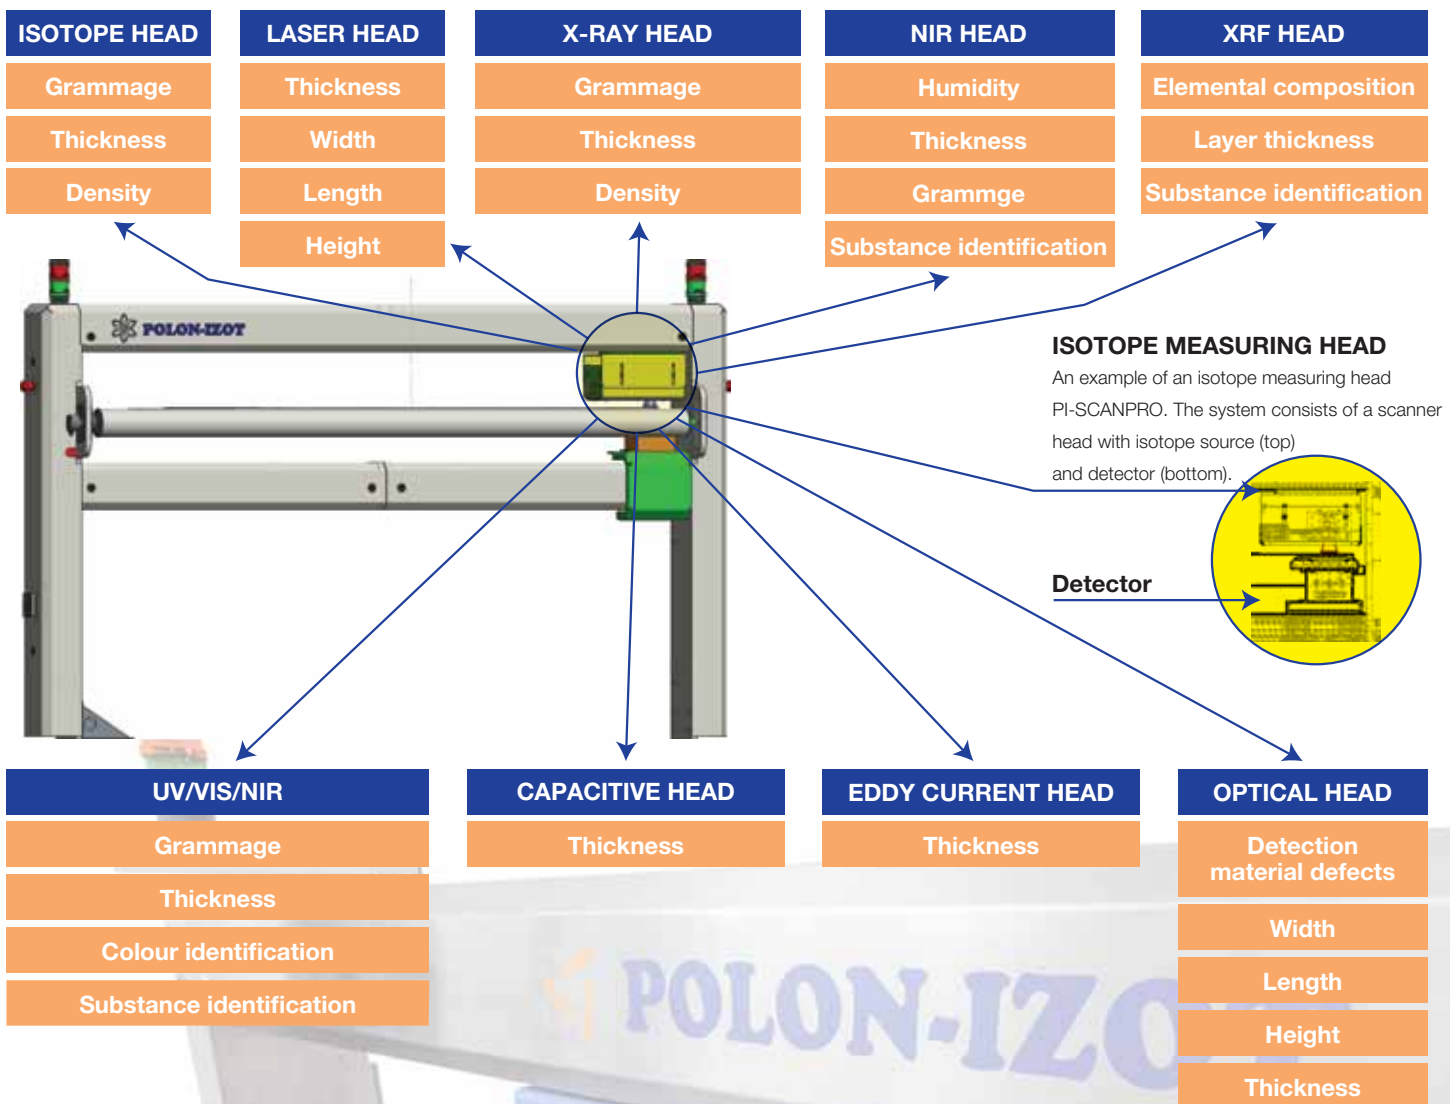 ISOTOPE HEAD
Grammage
Thickness
Density
LASER HEAD
Thickness
Width
Length
Height
X-RAY HEAD
Grammage
Thickness
Density
NIR HEAD
Humidity
Thickness
Grammge
Substance identification
XRF HEAD
Elemental composition
Layer thickness
Substance identification
POLON-IZOT
ISOTOPE MEASURING HEAD
An example of an isotope measuring head
PI-SCANPRO. The system consists of a scanner
head with isotope source (top)
and detector (bottom).
Detector
UV/VIS/NIR
Grammage
Thickness
Colour identification
Substance identification
CAPACITIVE HEAD
Thickness
EDDY CURRENT HEAD
Thickness
OPTICAL HEAD
Detection
material defects
Width
Length
Height
Thickness
POLON-IZOT